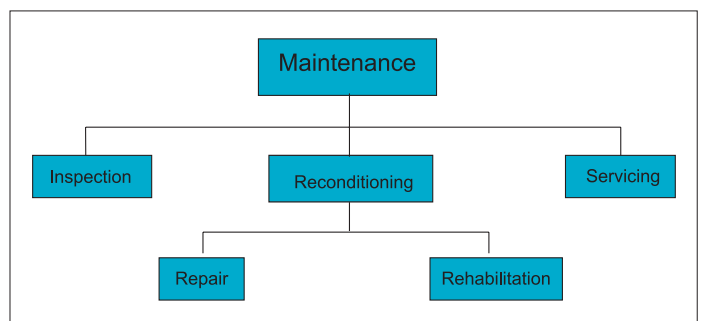 Maintenance
Inspection
Reconditioning
Servicing
Repair
Rehabilitation